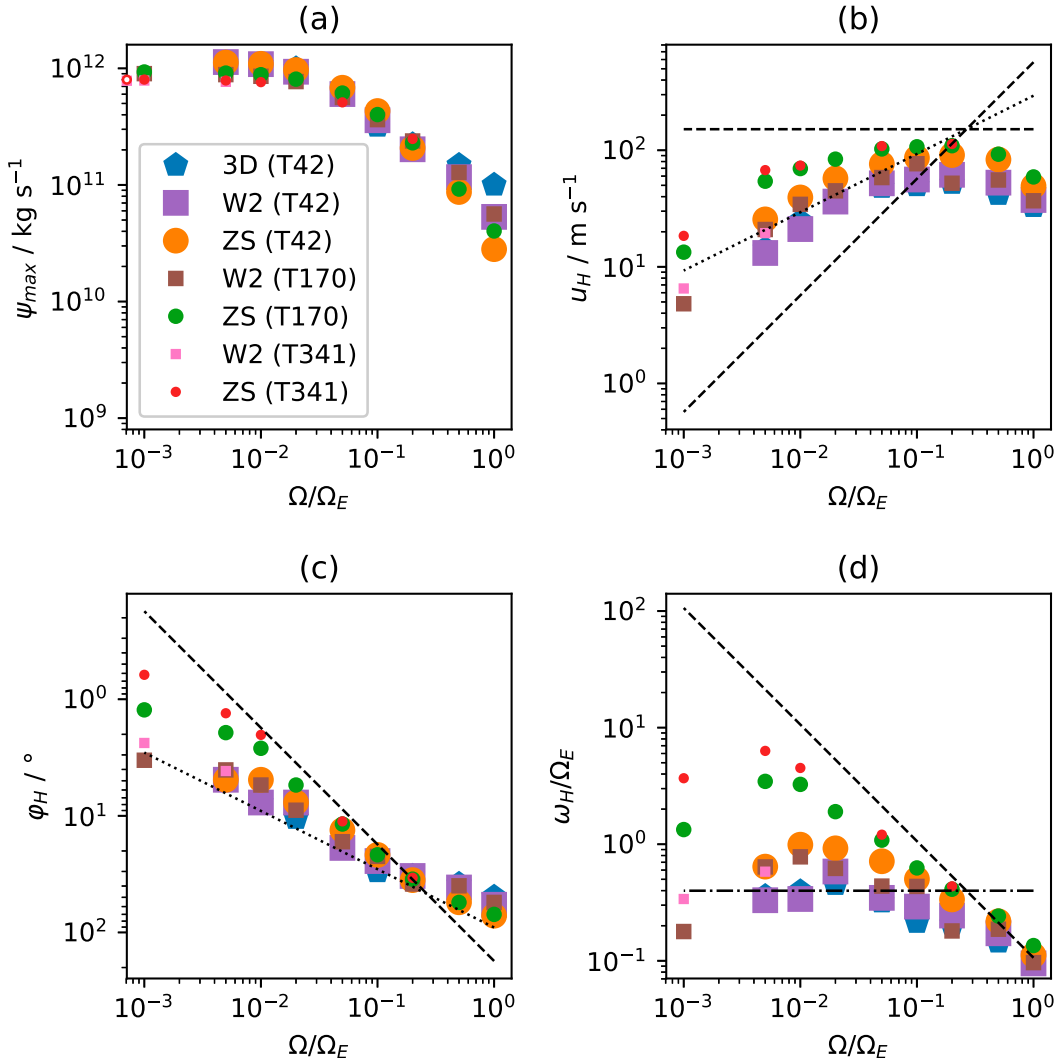 (a)
10¹²
10¹¹
10¹⁰
10⁹
ψmax / kg s⁻¹
3D (T42)
W2 (T42)
ZS (T42)
W2 (T170)
ZS (T170)
W2 (T341)
ZS (T341)
10⁻³ 10⁻² 10⁻¹ 10⁰
Ω/Ω_E
(b)
10²
10¹
10⁰
u_H / m s⁻¹
10⁻³ 10⁻² 10⁻¹ 10⁰
Ω/Ω_E
(c)
10⁰
10¹
10²
φ_H / °
10⁻³ 10⁻² 10⁻¹ 10⁰
Ω/Ω_E
(d)
10²
10¹
10⁰
10⁻¹
ω_H/Ω_E
10⁻³ 10⁻² 10⁻¹ 10⁰
Ω/Ω_E